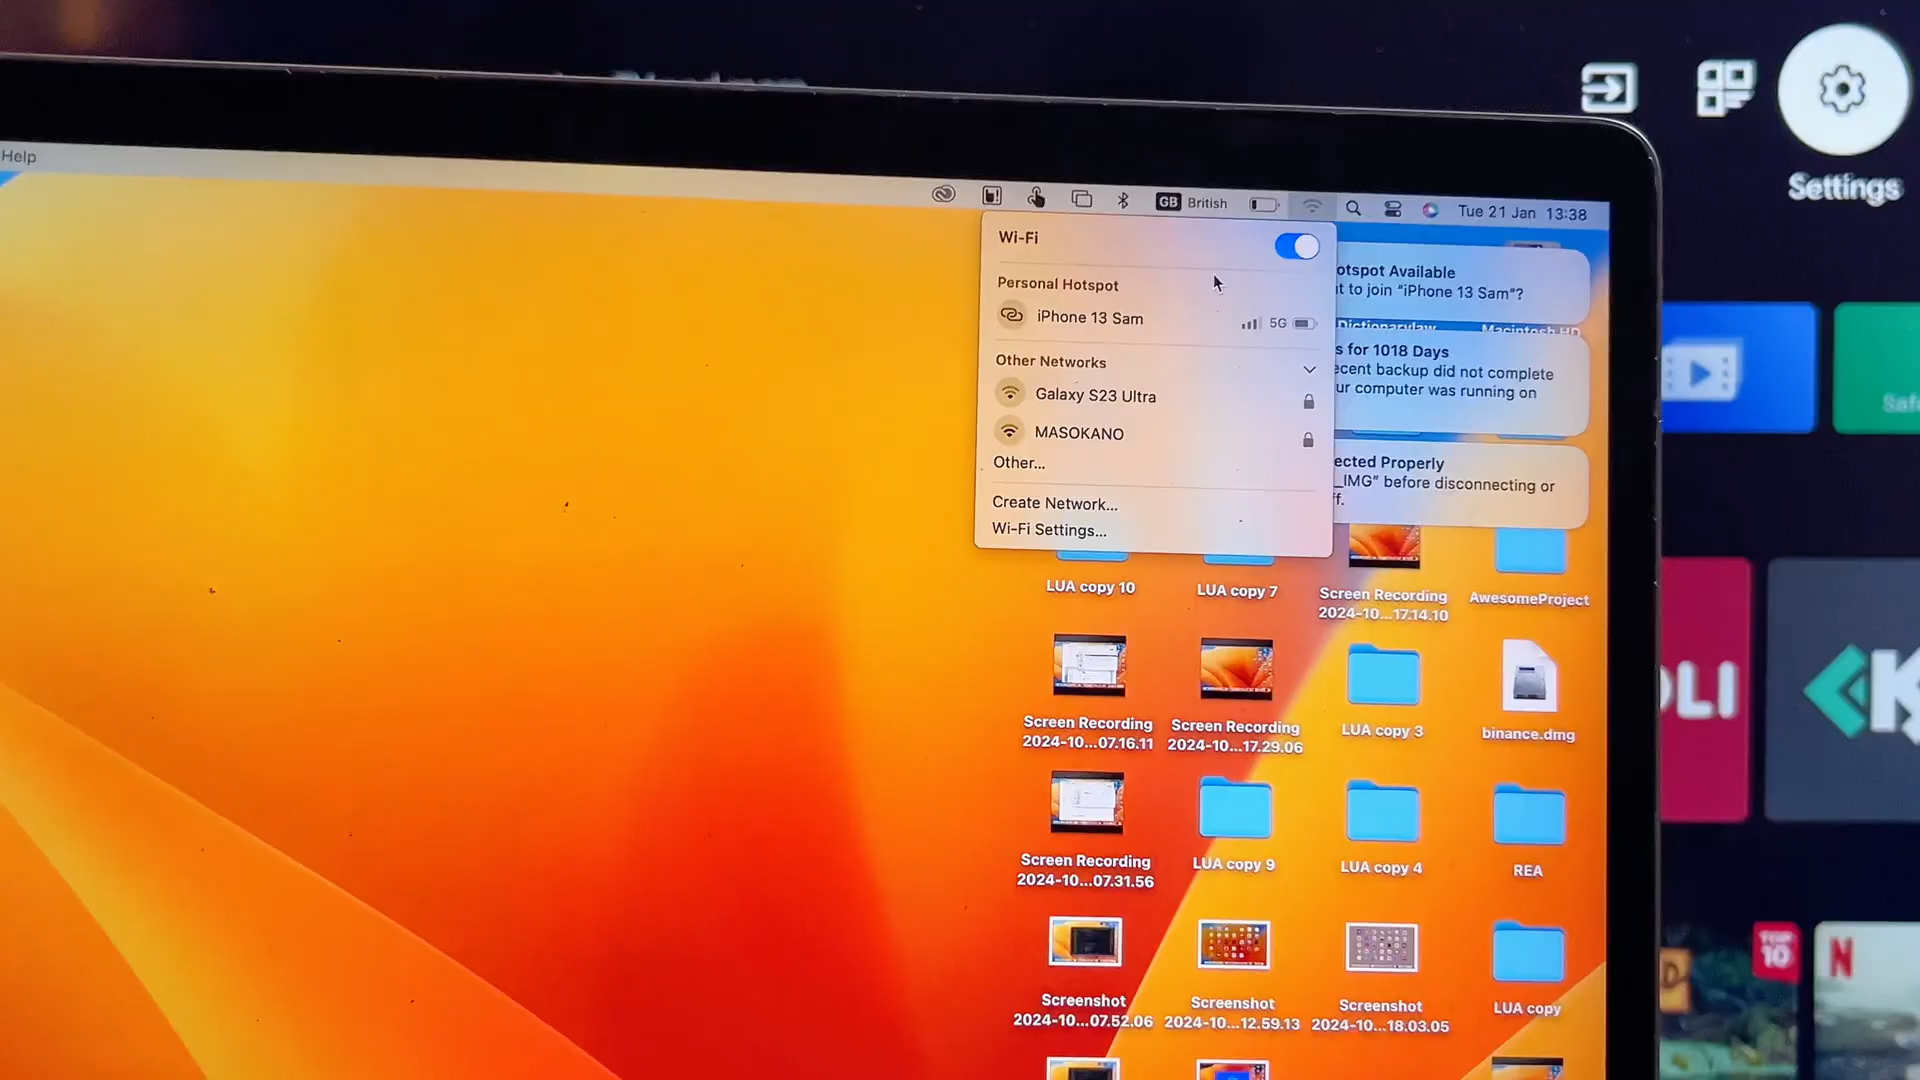 Help
GB British
Tue 21 Jan 13:38
Settings
Wi-Fi
Personal Hotspot
iPhone 13 Sam
5G
Other Networks
Galaxy S23 Ultra
MASOKANO
Other...
Create Network...
Wi-Fi Settings...
otspot Available
to join “iPhone 13 Sam”?
Macintosh HD
s for 1018 Days
ecent backup did not complete
ur computer was running on
ected Properly
_IMG” before disconnecting or
LUA copy 10
LUA copy 7
Screen Recording
2024-10...17.14.10
AwesomeProject
Screen Recording
2024-10...07.16.11
Screen Recording
2024-10...17.29.06
LUA copy 3
binance.dmg
Screen Recording
2024-10...07.31.56
LUA copy 9
LUA copy 4
REA
Screenshot
2024-10...07.52.06
Screenshot
2024-10...12.59.13
Screenshot
2024-10...18.03.05
LUA copy
OLI
K
TOP
10
N